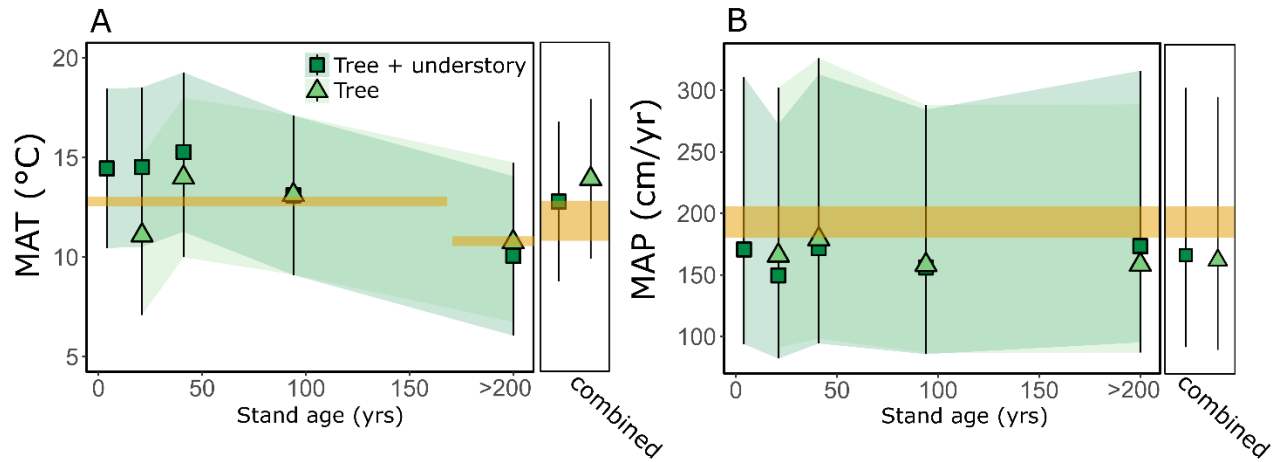 A
MAT (°C)
20
15
10
5
Tree + understory
Tree
0
50
100
150
>200
Stand age (yrs)
combined
B
MAP (cm/yr)
300
250
200
150
100
0
50
100
150
>200
Stand age (yrs)
combined